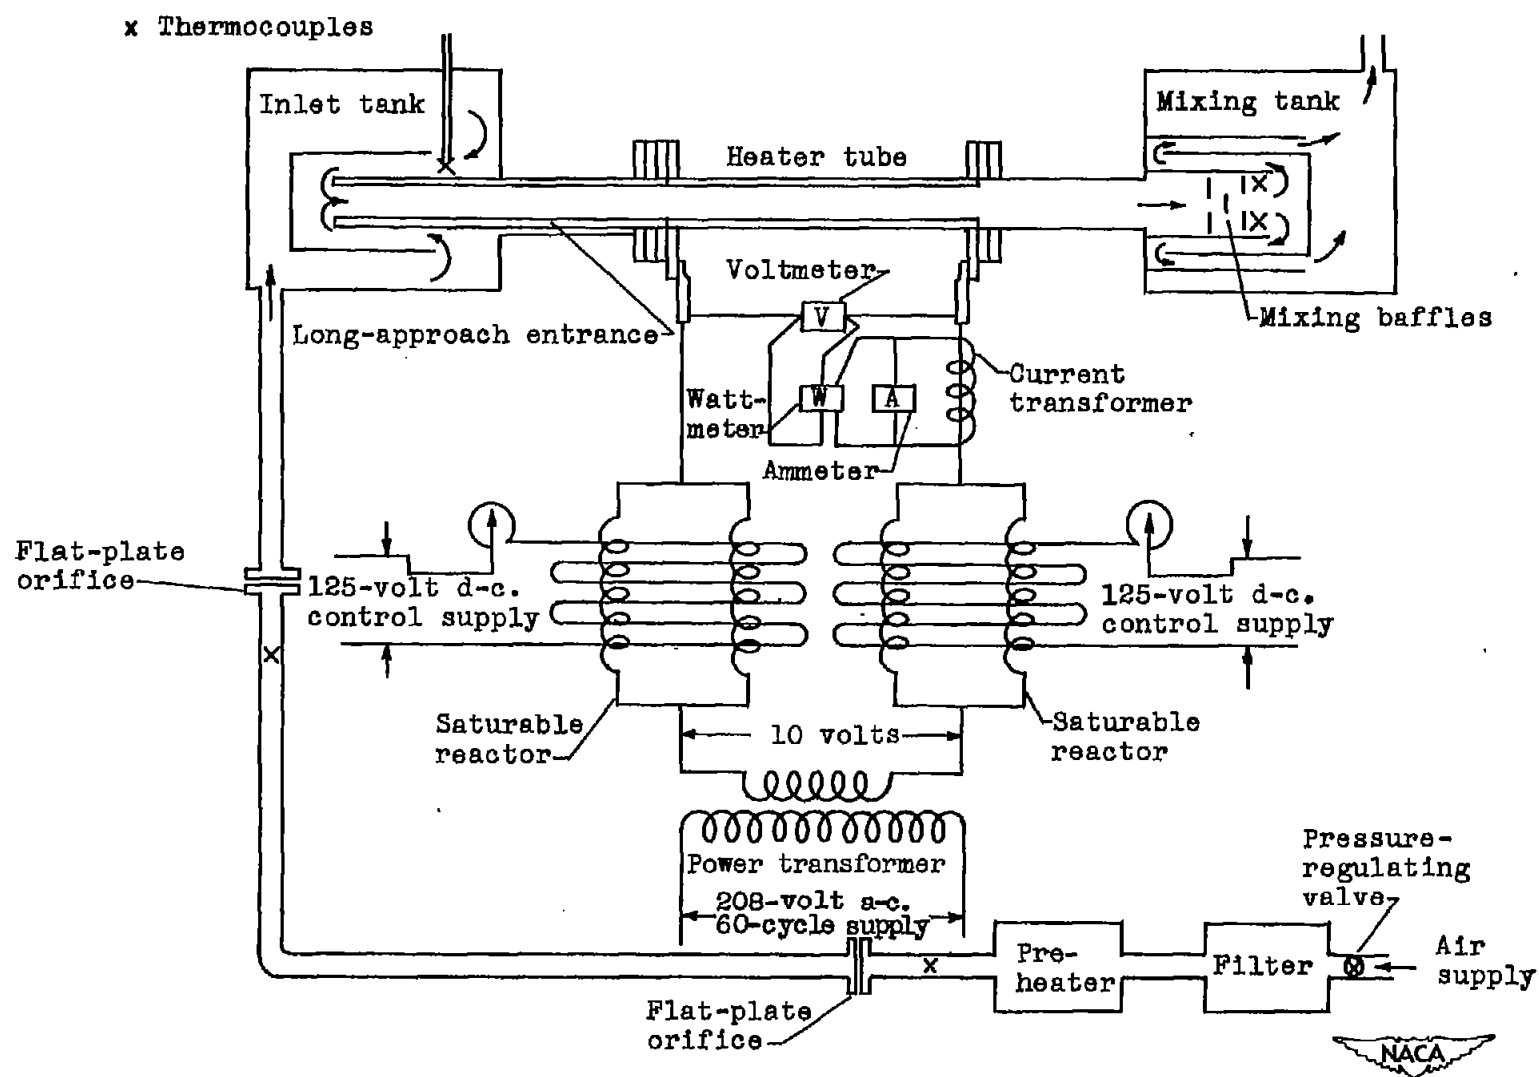 x Thermocouples
Inlet tank
Mixing tank
Heater tube
Voltmeter
V
Long-approach entrance
Mixing baffles
Watt-
meter
W
A
Current
transformer
Ammeter
Flat-plate
orifice
125-volt d-c.
control supply
125-volt d-c.
control supply
Saturable
reactor
10 volts
Saturable
reactor
Power transformer
208-volt a-c.
60-cycle supply
Pressure-
regulating
valve
Pre-
heater
Filter
Air
supply
Flat-plate
orifice
NACA